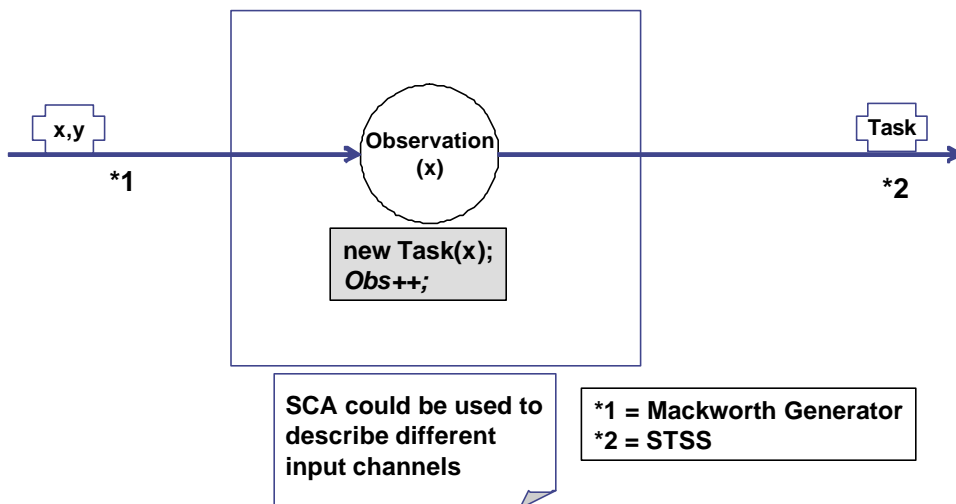 x,y
Observation
(x)
Task
*1
*2
new Task(x);
Obs++;
SCA could be used to
describe different
input channels
*1 = Mackworth Generator
*2 = STSS